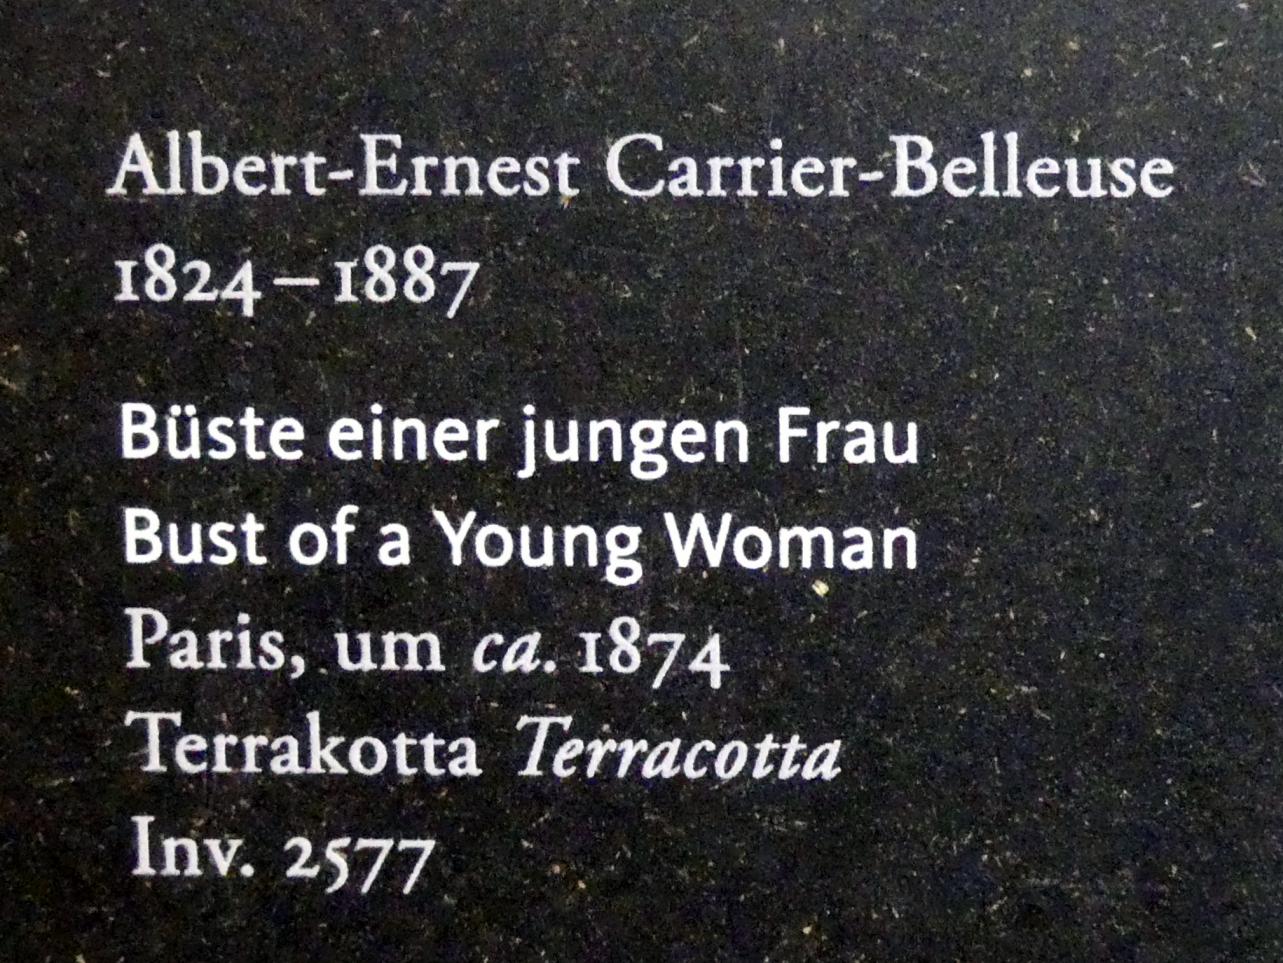 Albert-Ernest Carrier-Belleuse
1824–1887
Büste einer jungen Frau
Bust of a Young Woman
Paris, um ca. 1874
Terrakotta Terracotta
Inv. 2577